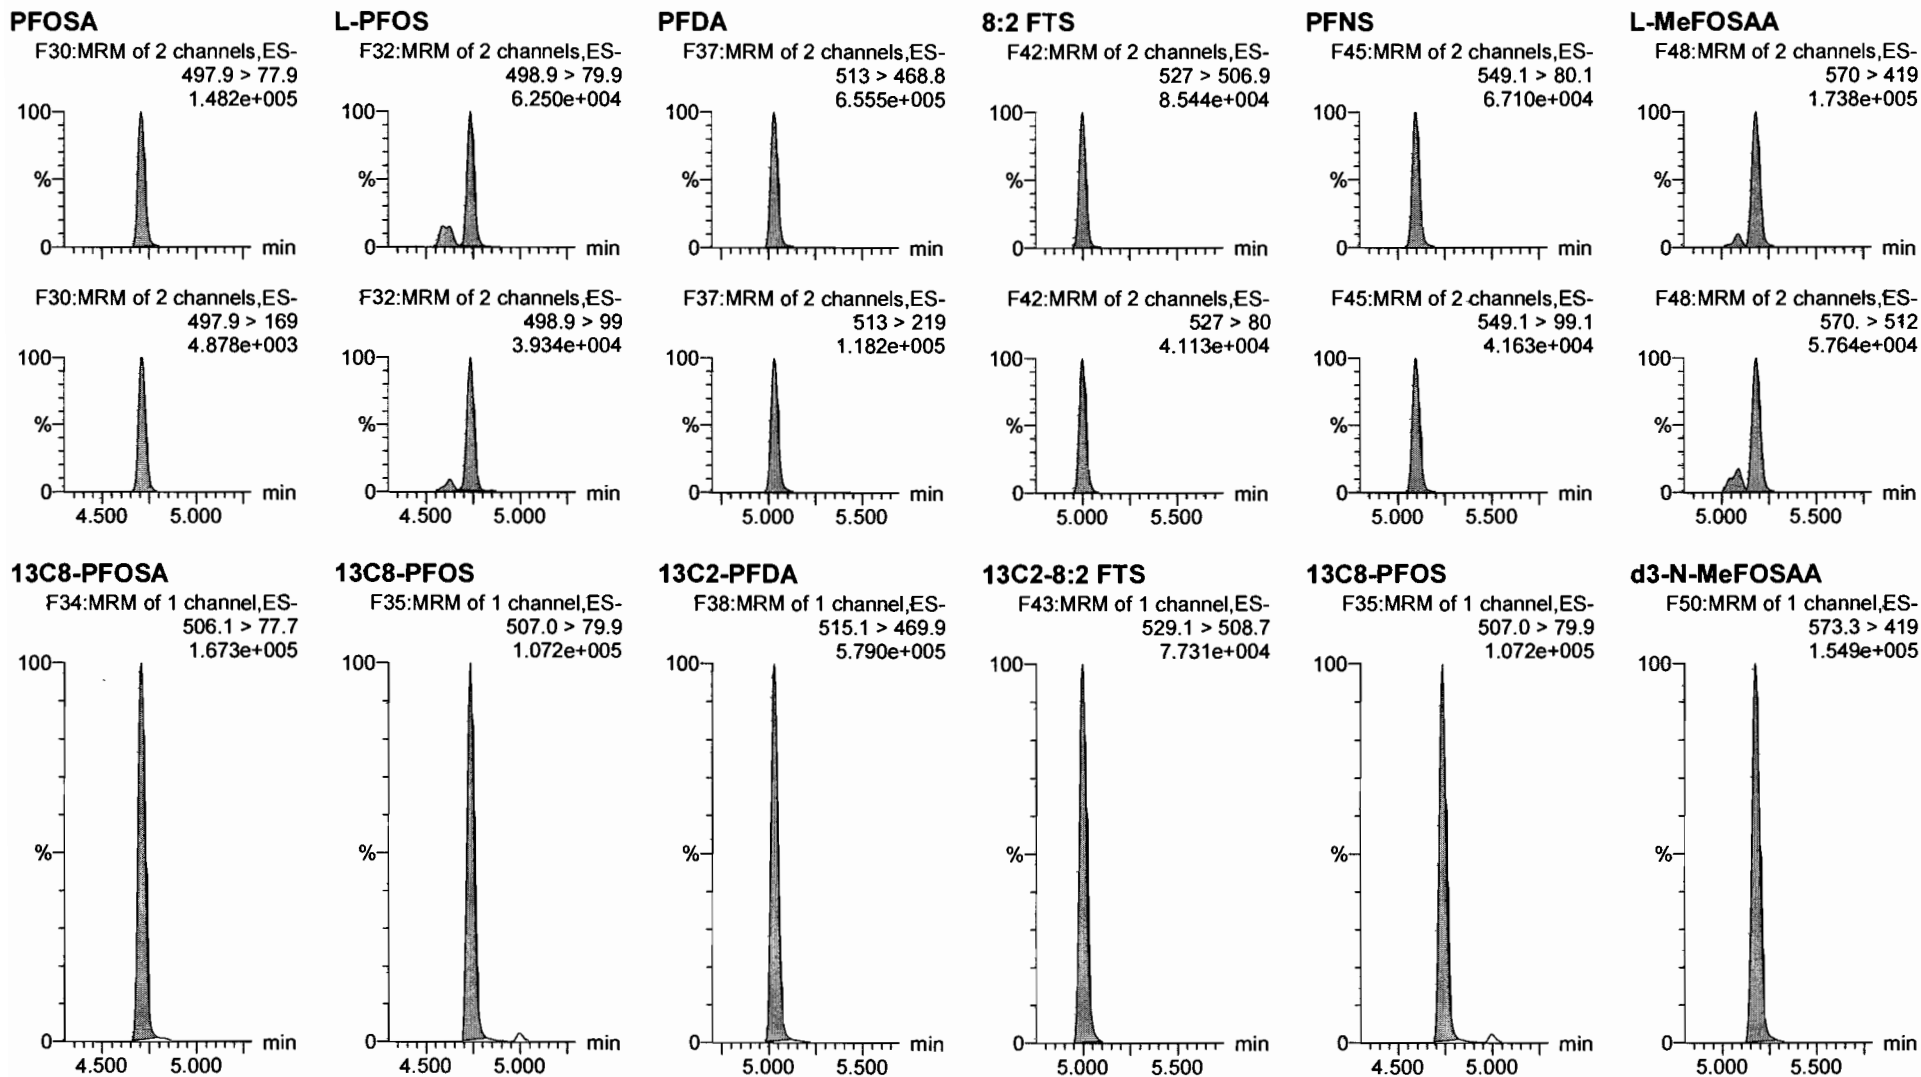 PFOSA
F30:MRM of 2 channels,ES-
497.9 > 77.9
1.482e+005
100
%
0
min
L-PFOS
F32:MRM of 2 channels,ES-
498.9 > 79.9
6.250e+004
100
%
0
min
PFDA
F37:MRM of 2 channels,ES-
513 > 468.8
6.555e+005
100
%
0
min
8:2 FTS
F42:MRM of 2 channels,ES-
527 > 506.9
8.544e+004
100
%
0
min
PFNS
F45:MRM of 2 channels,ES-
549.1 > 80.1
6.710e+004
100
%
0
min
L-MeFOSAA
F48:MRM of 2 channels,ES-
570 > 419
1.738e+005
100
%
0
min
F30:MRM of 2 channels,ES-
497.9 > 169
4.878e+003
100
%
0
min
4.500 5.000
F32:MRM of 2 channels,ES-
498.9 > 99
3.934e+004
100
%
0
min
4.500 5.000
F37:MRM of 2 channels,ES-
513 > 219
1.182e+005
100
%
0
min
5.000 5.500
F42:MRM of 2 channels,ES-
527 > 80
4.113e+004
100
%
0
min
5.000 5.500
F45:MRM of 2 channels,ES-
549.1 > 99.1
4.163e+004
100
%
0
min
5.000 5.500
F48:MRM of 2 channels,ES-
570. > 512
5.764e+004
100
%
0
min
5.000 5.500
13C8-PFOSA
F34:MRM of 1 channel,ES-
506.1 > 77.7
1.673e+005
100
%
0
min
4.500 5.000
13C8-PFOS
F35:MRM of 1 channel,ES-
507.0 > 79.9
1.072e+005
100
%
0
min
4.500 5.000
13C2-PFDA
F38:MRM of 1 channel,ES-
515.1 > 469.9
5.790e+005
100
%
0
min
5.000 5.500
13C2-8:2 FTS
F43:MRM of 1 channel,ES-
529.1 > 508.7
7.731e+004
100
%
0
min
5.000 5.500
13C8-PFOS
F35:MRM of 1 channel,ES-
507.0 > 79.9
1.072e+005
100
%
0
min
4.500 5.000
d3-N-MeFOSAA
F50:MRM of 1 channel,ES-
573.3 > 419
1.549e+005
100
%
0
min
5.000 5.500